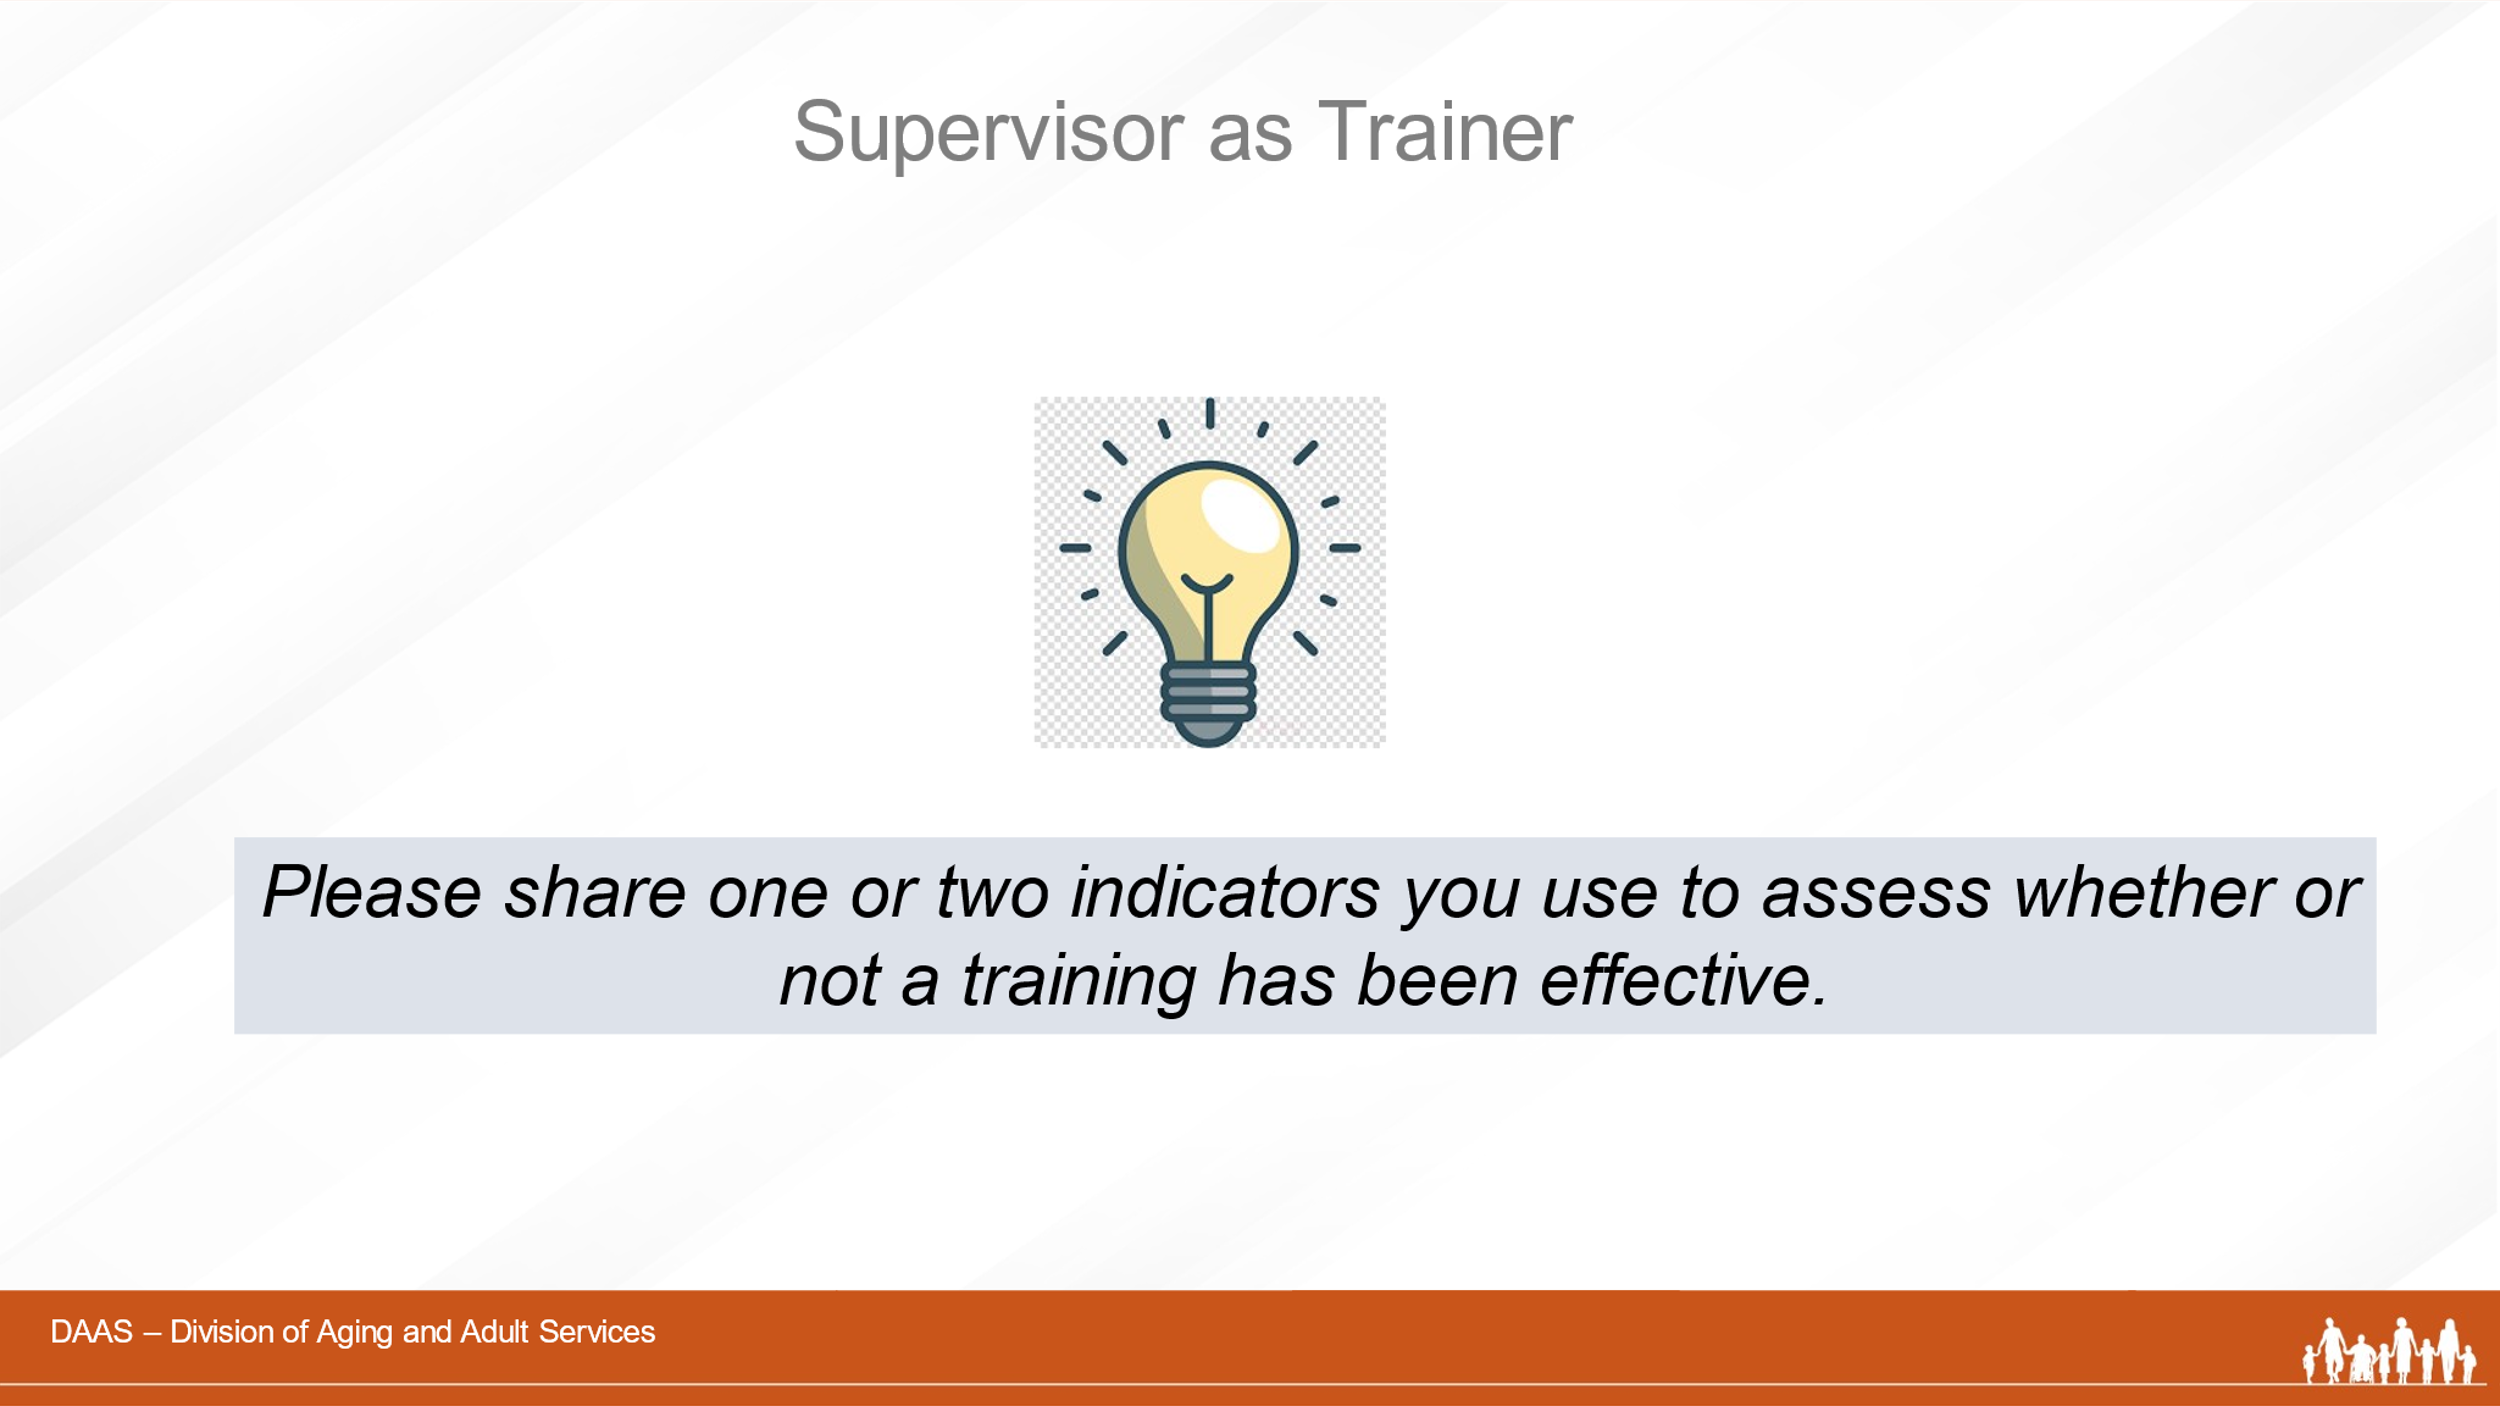 Supervisor as Trainer
Please share one or two indicators you use to assess whether or
not a training has been effective.
DAAS – Division of Aging and Adult Services